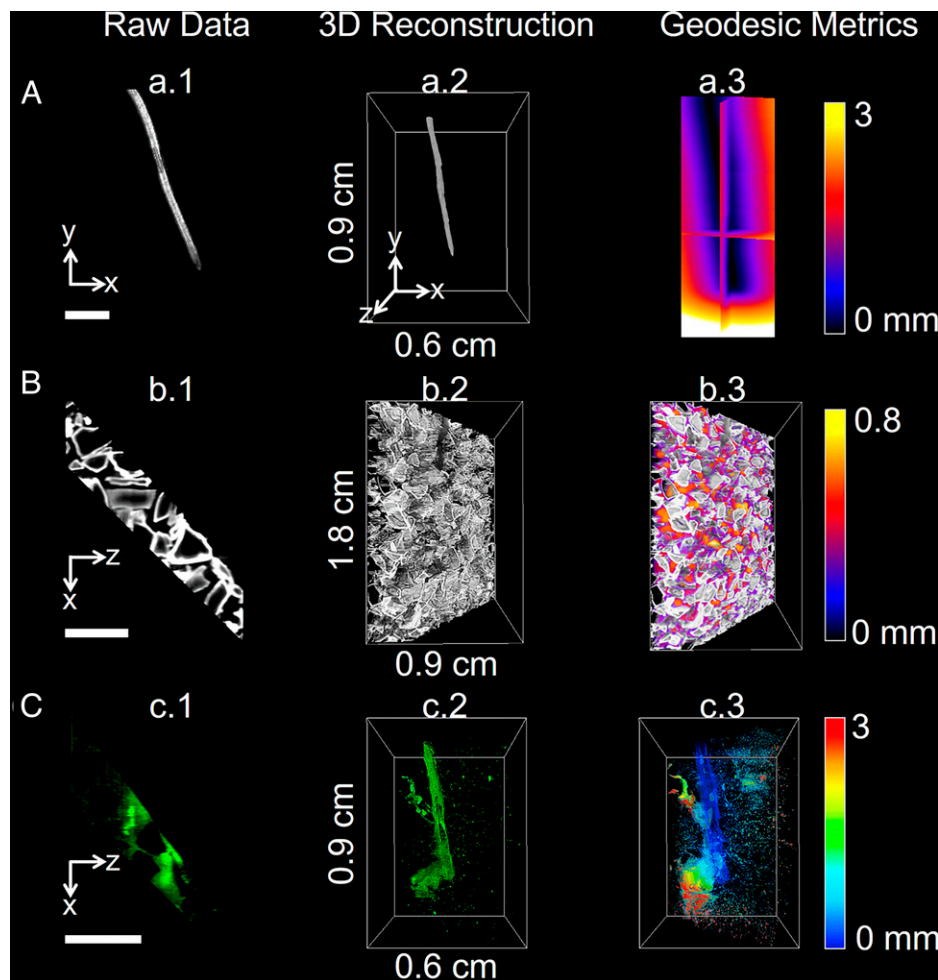 Raw Data 3D Reconstruction Geodesic Metrics
A a.1 a.2 a.3
3
0.9 cm
y
x
y
x
z
0 mm
0.6 cm
B b.1 b.2 b.3
0.8
1.8 cm
z
x
0 mm
0.9 cm
C c.1 c.2 c.3
3
0.9 cm
z
x
0 mm
0.6 cm